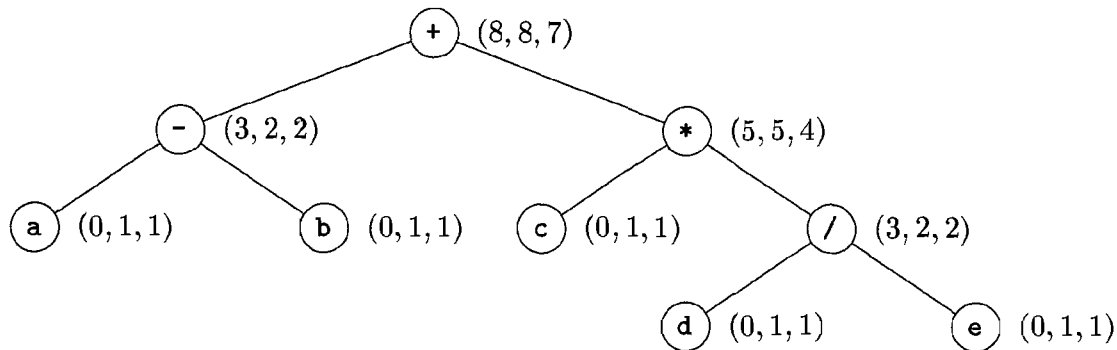 + (8, 8, 7)
- (3, 2, 2) * (5, 5, 4)
a (0, 1, 1) b (0, 1, 1) c (0, 1, 1) / (3, 2, 2)
d (0, 1, 1) e (0, 1, 1)